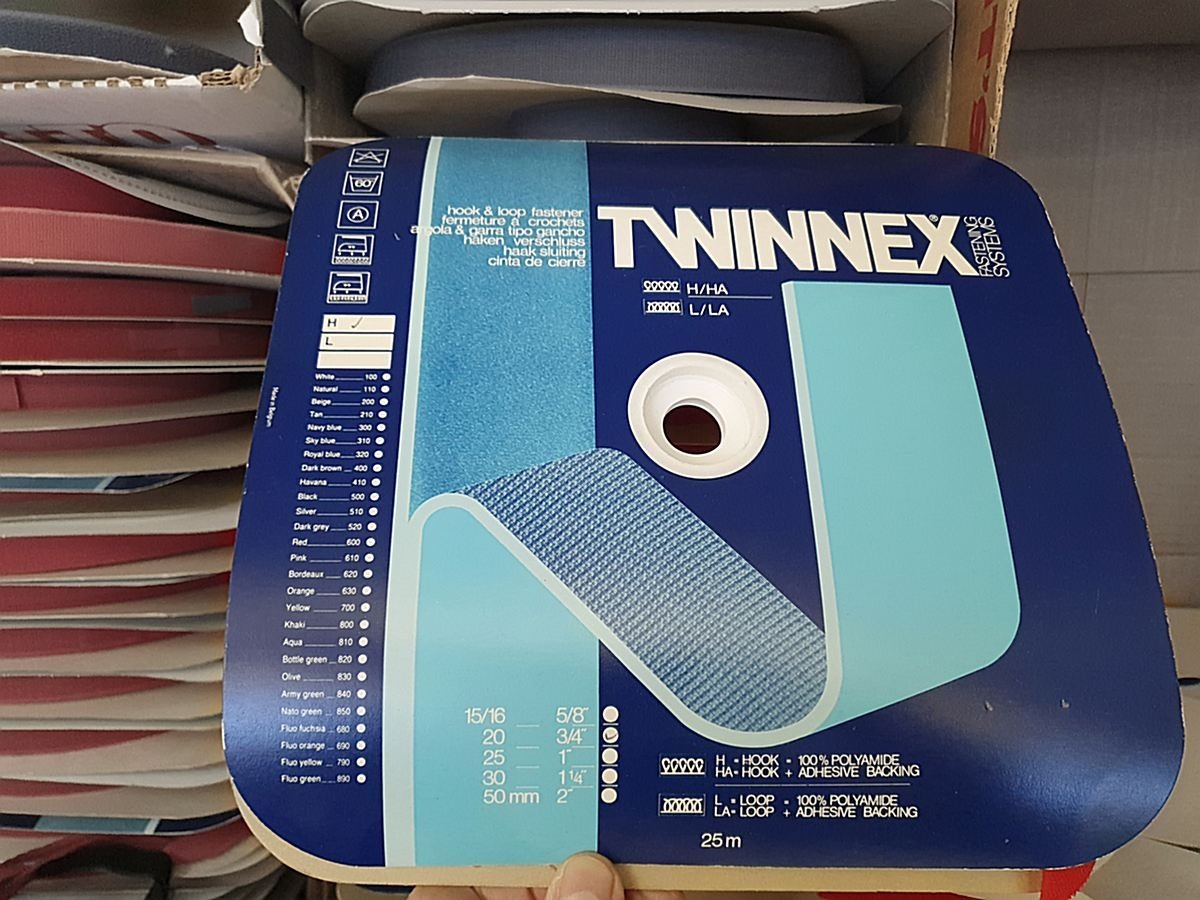 60
A
H ✓
L
White 100
Natural 110
Beige 200
Tan 210
Navy blue 300
Sky blue 310
Royal blue 320
Dark brown 400
Havana 410
Black 500
Silver 510
Dark grey 520
Red 600
Pink 610
Bordeaux 620
Orange 630
Yellow 700
Khaki 800
Aqua 810
Bottle green 820
Olive 830
Army green 840
Nato green 850
Fluo fuchsia 680
Fluo orange 690
Fluo yellow 790
Fluo green 890
Made in Belgium
hook & loop fastener
fermeture à crochets
argola & garra tipo gancho
haken verschluss
haak sluiting
cinta de cierre
TWINNEX®
FASTENING
SYSTEMS
H/HA
L/LA
15/16 5/8"
20 3/4"
25 1"
30 1 1/4"
50 mm 2"
H = HOOK = 100% POLYAMIDE
HA= HOOK + ADHESIVE BACKING
L = LOOP = 100% POLYAMIDE
LA= LOOP + ADHESIVE BACKING
25 m